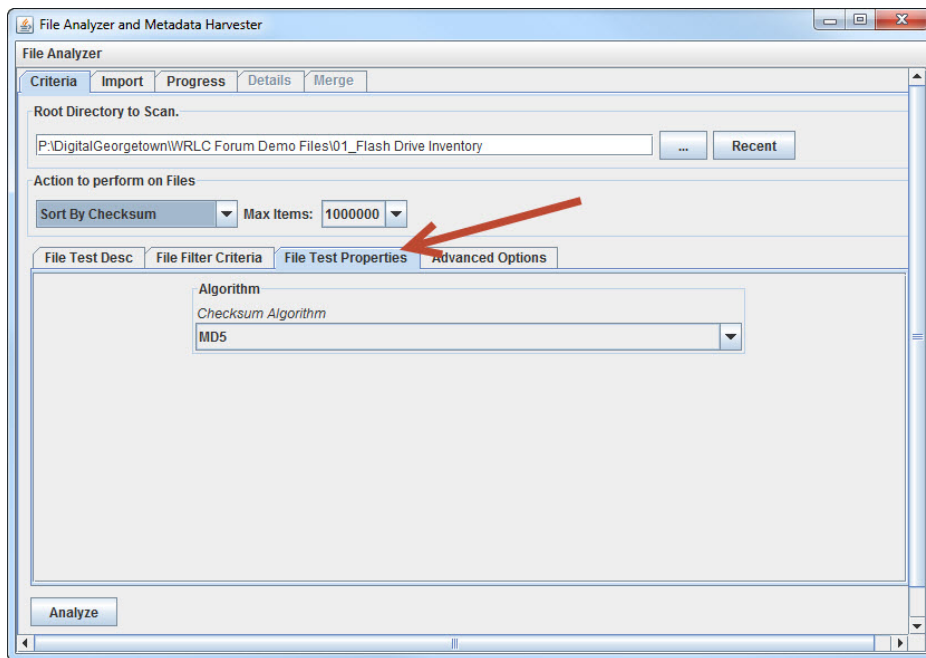 File Analyzer and Metadata Harvester
File Analyzer
Criteria Import Progress Details Merge
Root Directory to Scan.
P:\DigitalGeorgetown\WRLC Forum Demo Files\01_Flash Drive Inventory ... Recent
Action to perform on Files
Sort By Checksum Max Items: 1000000
File Test Desc File Filter Criteria File Test Properties Advanced Options
Algorithm
Checksum Algorithm
MD5
Analyze